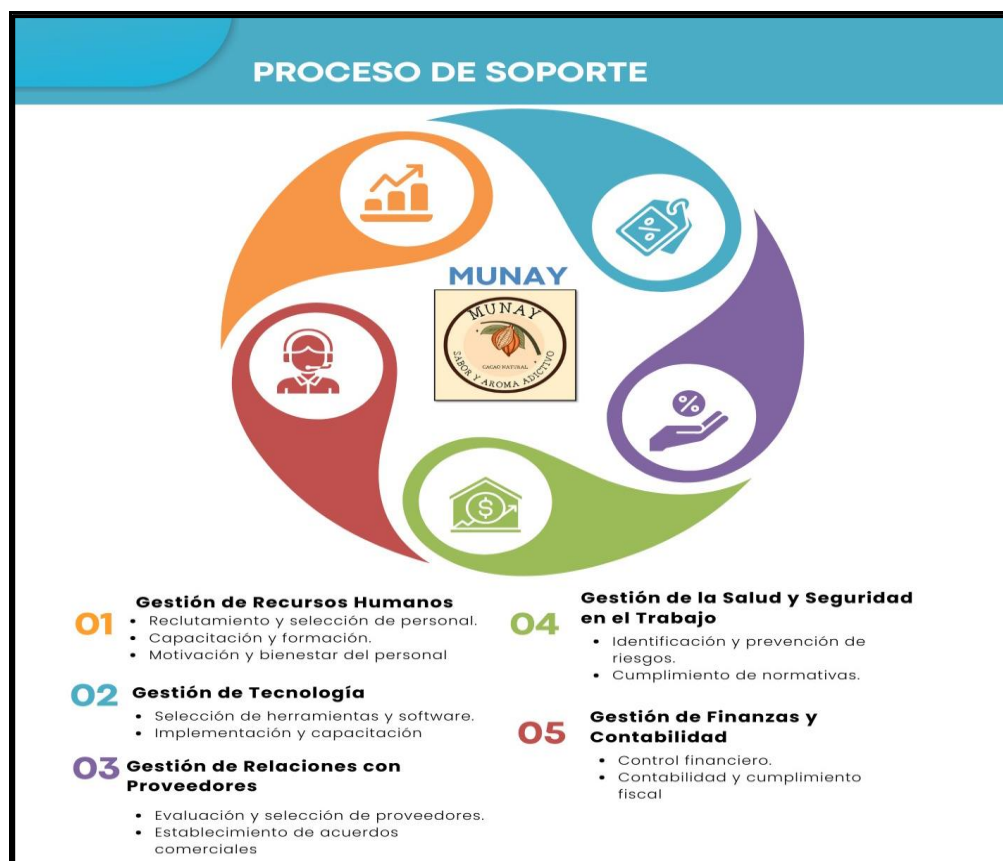 PROCESO DE SOPORTE
MUNAY
MUNAY
CACAO NATURAL
SABOR Y AROMA ADICTIVO
01
Gestión de Recursos Humanos
• Reclutamiento y selección de personal.
• Capacitación y formación.
• Motivación y bienestar del personal
02
Gestión de Tecnología
• Selección de herramientas y software.
• Implementación y capacitación
03
Gestión de Relaciones con
Proveedores
• Evaluación y selección de proveedores.
• Establecimiento de acuerdos
comerciales
04
Gestión de la Salud y Seguridad
en el Trabajo
• Identificación y prevención de
riesgos.
• Cumplimiento de normativas.
05
Gestión de Finanzas y
Contabilidad
• Control financiero.
• Contabilidad y cumplimiento
fiscal